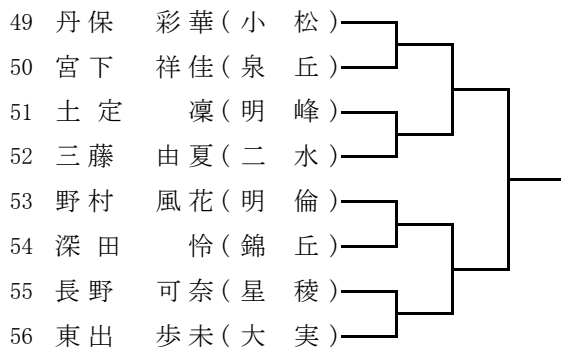 49 丹保 彩華(小 松)
50 宮下 祥佳(泉 丘)
51 土定 凜(明 峰)
52 三藤 由夏(二 水)
53 野村 風花(明 倫)
54 深田 怜(錦 丘)
55 長野 可奈(星 稜)
56 東出 歩未(大 実)